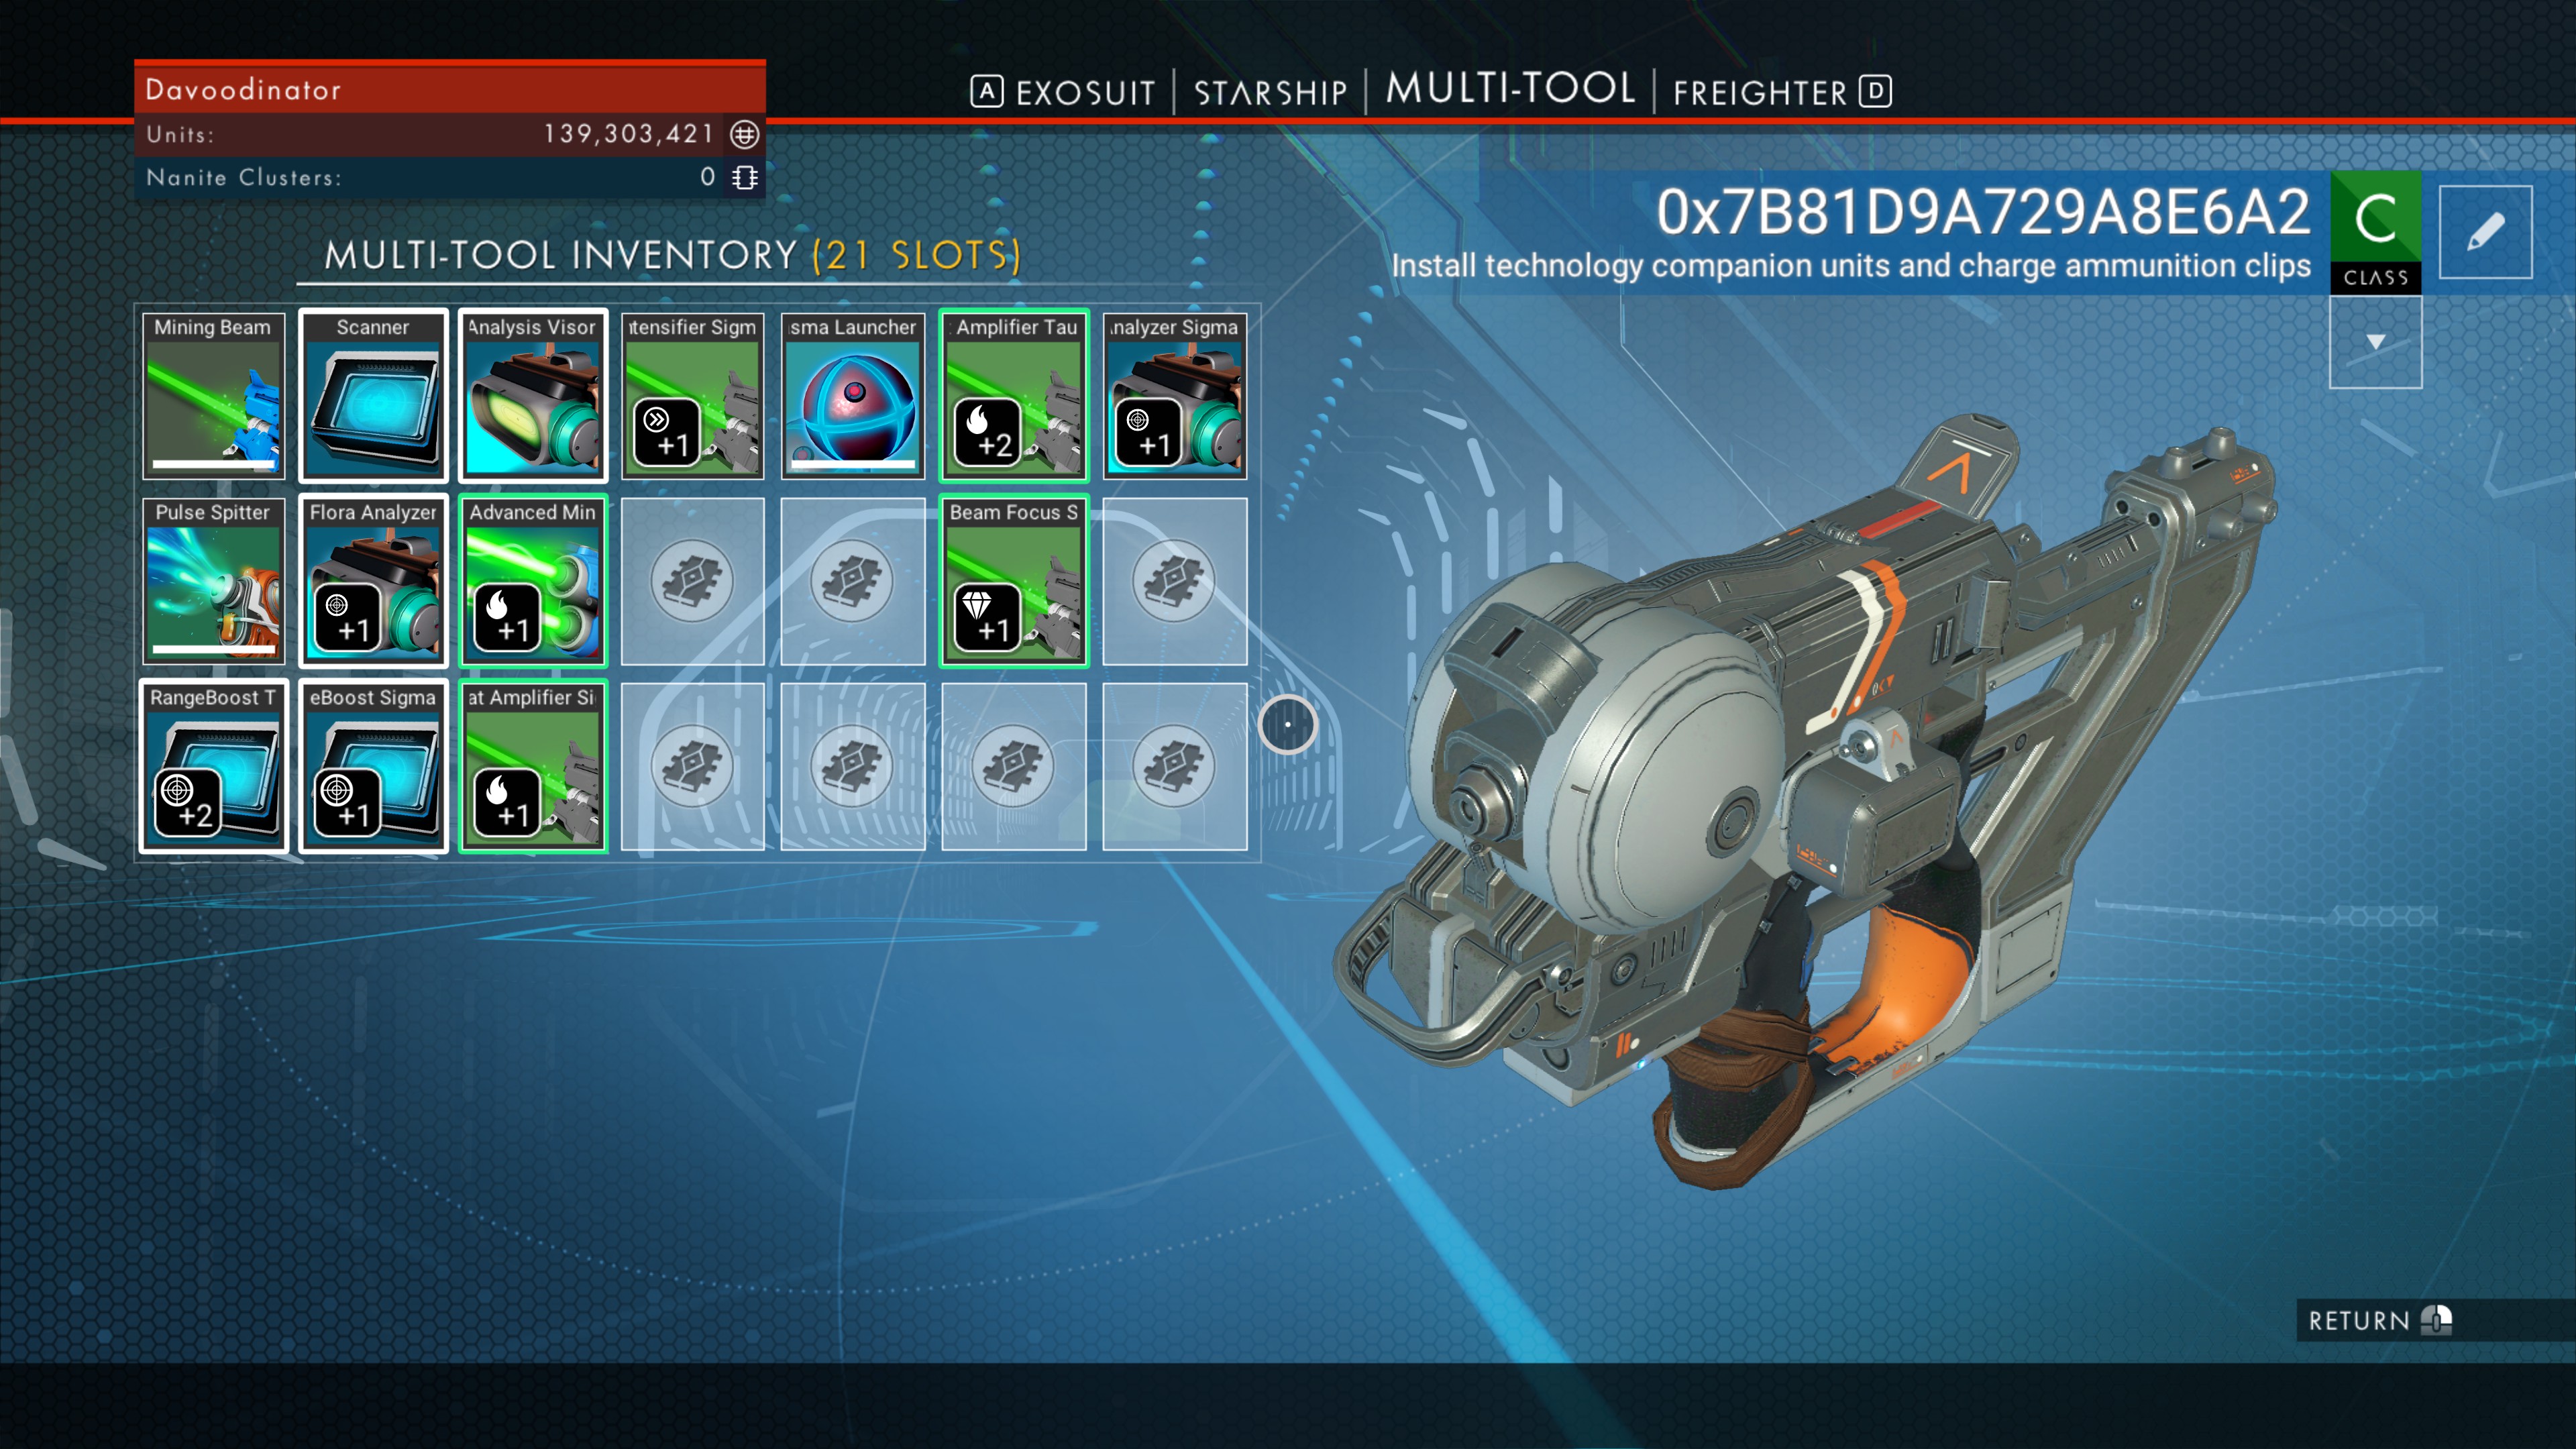 Davoodinator
Units: 139,303,421
Nanite Clusters: 0
A EXOSUIT STARSHIP MULTI-TOOL FREIGHTER D
MULTI-TOOL INVENTORY (21 SLOTS)
0x7B81D9A729A8E6A2
Install technology companion units and charge ammunition clips
C
CLASS
Mining Beam
Scanner
Analysis Visor
ntensifier Sigm
+1
sma Launcher
Amplifier Tau
+2
nalyzer Sigma
+1
Pulse Spitter
Flora Analyzer
+1
Advanced Min
+1
Beam Focus S
+1
RangeBoost T
+2
eBoost Sigma
+1
at Amplifier Si
+1
RETURN